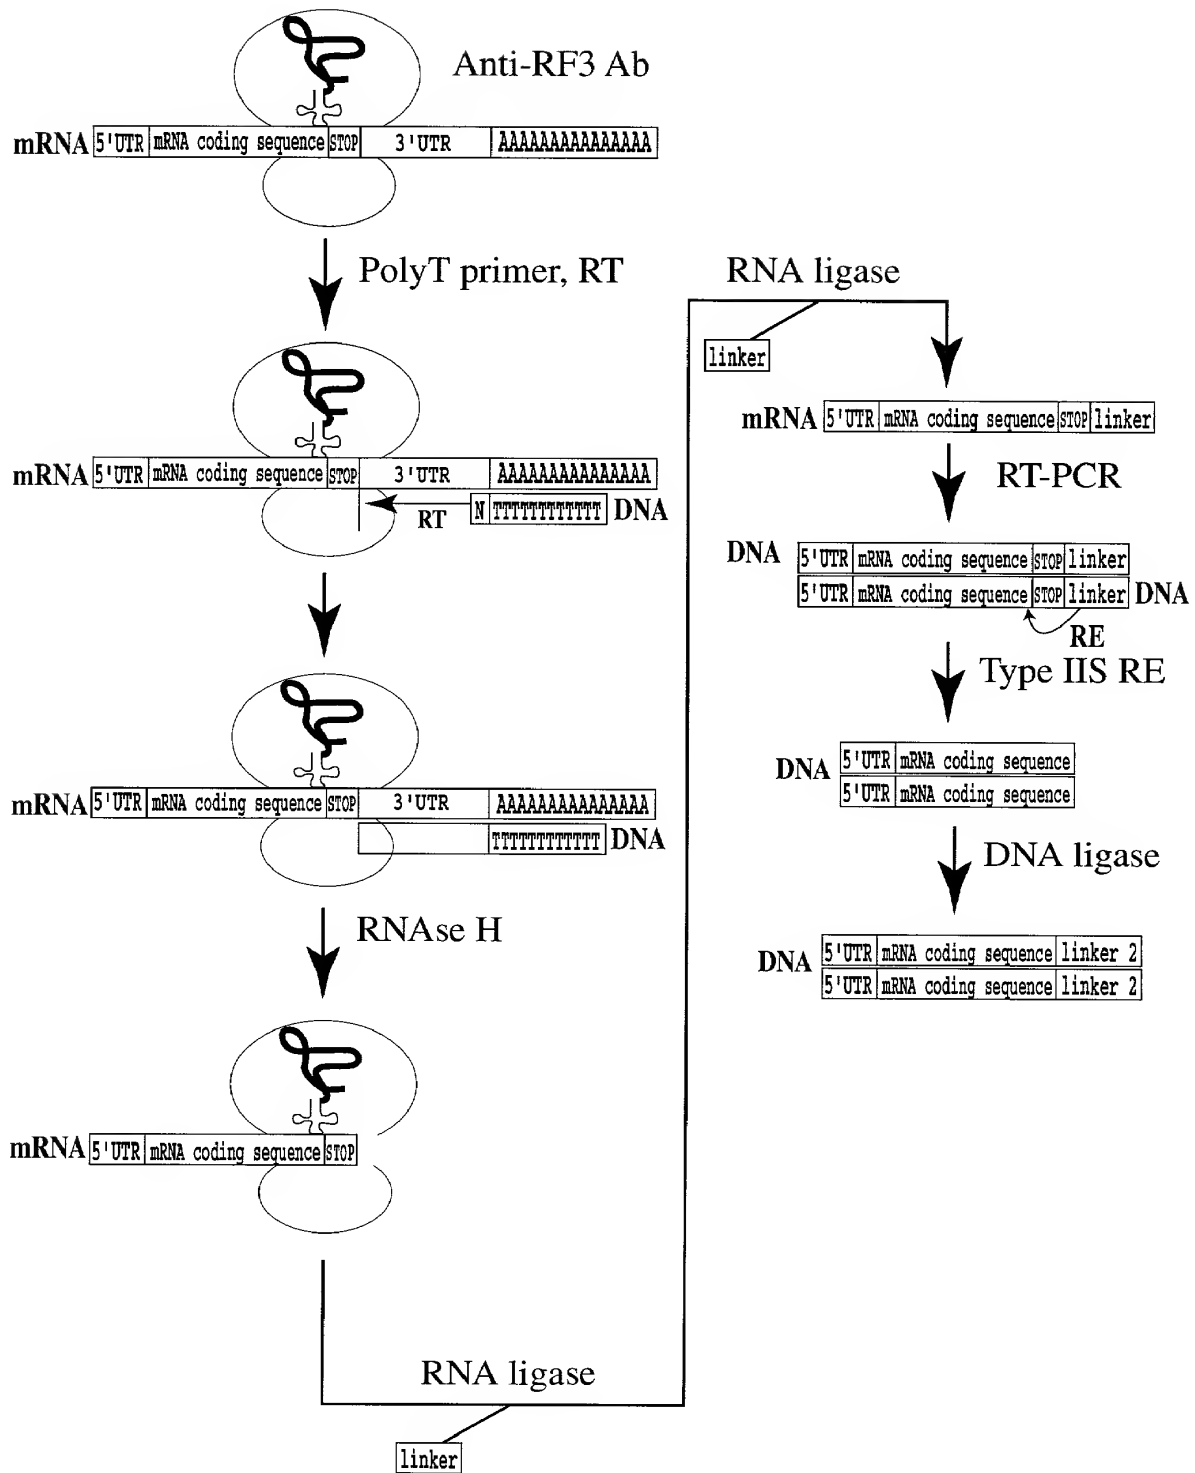 Anti-RF3 Ab
mRNA 5'UTR mRNA coding sequence STOP 3'UTR AAAAAAAAAAAAAAA
PolyT primer, RT
mRNA 5'UTR mRNA coding sequence STOP 3'UTR AAAAAAAAAAAAAAA
RT N TTTTTTTTTTTT DNA
mRNA 5'UTR mRNA coding sequence STOP 3'UTR AAAAAAAAAAAAAAA
TTTTTTTTTTTT DNA
RNAse H
mRNA 5'UTR mRNA coding sequence STOP
RNA ligase
linker
RNA ligase
linker
mRNA 5'UTR mRNA coding sequence STOP linker
RT-PCR
DNA 5'UTR mRNA coding sequence STOP linker
5'UTR mRNA coding sequence STOP linker DNA
RE
Type IIS RE
DNA 5'UTR mRNA coding sequence
5'UTR mRNA coding sequence
DNA ligase
DNA 5'UTR mRNA coding sequence linker 2
5'UTR mRNA coding sequence linker 2